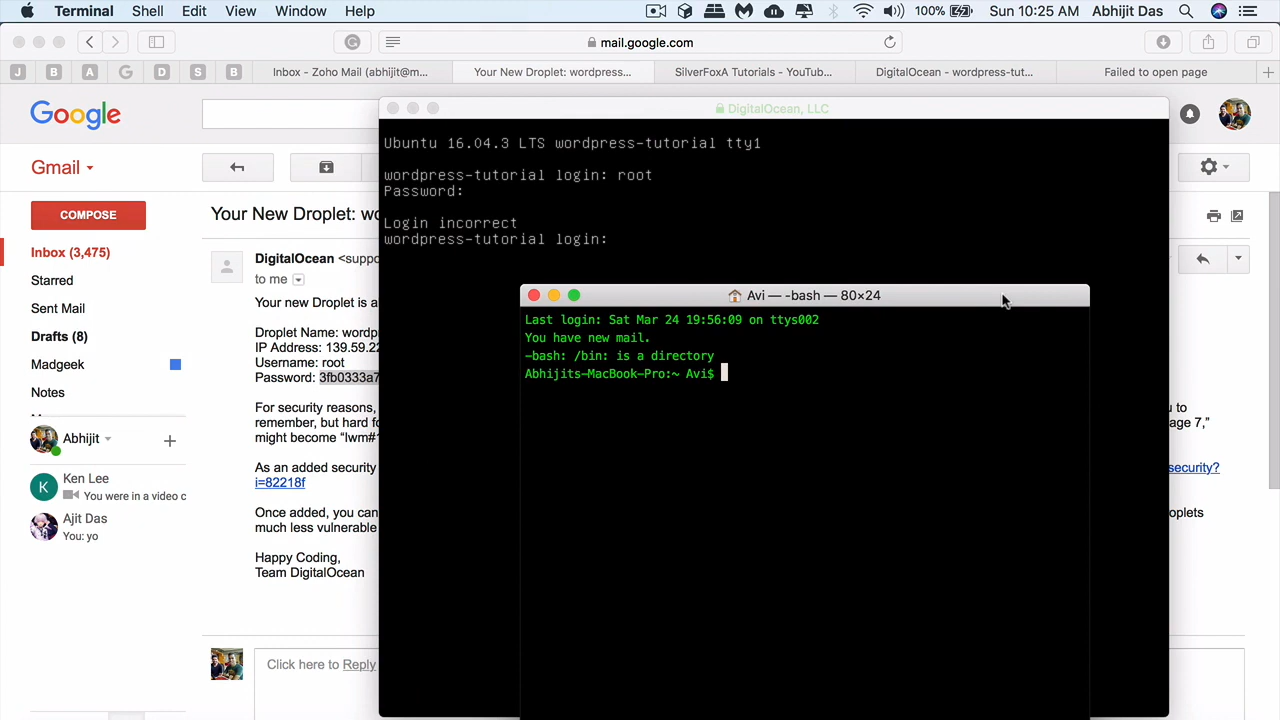 Terminal Shell Edit View Window Help 100% Sun 10:25 AM Abhijit Das
mail.google.com
J B A G D S B Inbox - Zoho Mail (abhijit@m... Your New Droplet: wordpress... SilverFoxA Tutorials - YouTub... DigitalOcean - wordpress-tut... Failed to open page
Google
Gmail
COMPOSE
Inbox (3,475)
Starred
Sent Mail
Drafts (8)
Madgeek
Notes
Abhijit
K
Ken Lee
You were in a video c
Ajit Das
You: yo
Your New Droplet: wo
DigitalOcean <suppo
to me
Your new Droplet is a
Droplet Name: wordp
IP Address: 139.59.22
Username: root
Password: 3fb0333a7
For security reasons, u to
remember, but hard fo age 7,"
might become "lwm#
As an added security security?
i=82218f
Once added, you can oplets
much less vulnerable
Happy Coding,
Team DigitalOcean
Click here to Reply
DigitalOcean, LLC
Ubuntu 16.04.3 LTS wordpress-tutorial tty1
wordpress-tutorial login: root
Password:
Login incorrect
wordpress-tutorial login:
Avi — -bash — 80×24
Last login: Sat Mar 24 19:56:09 on ttys002
You have new mail.
-bash: /bin: is a directory
Abhijits-MacBook-Pro:~ Avi$